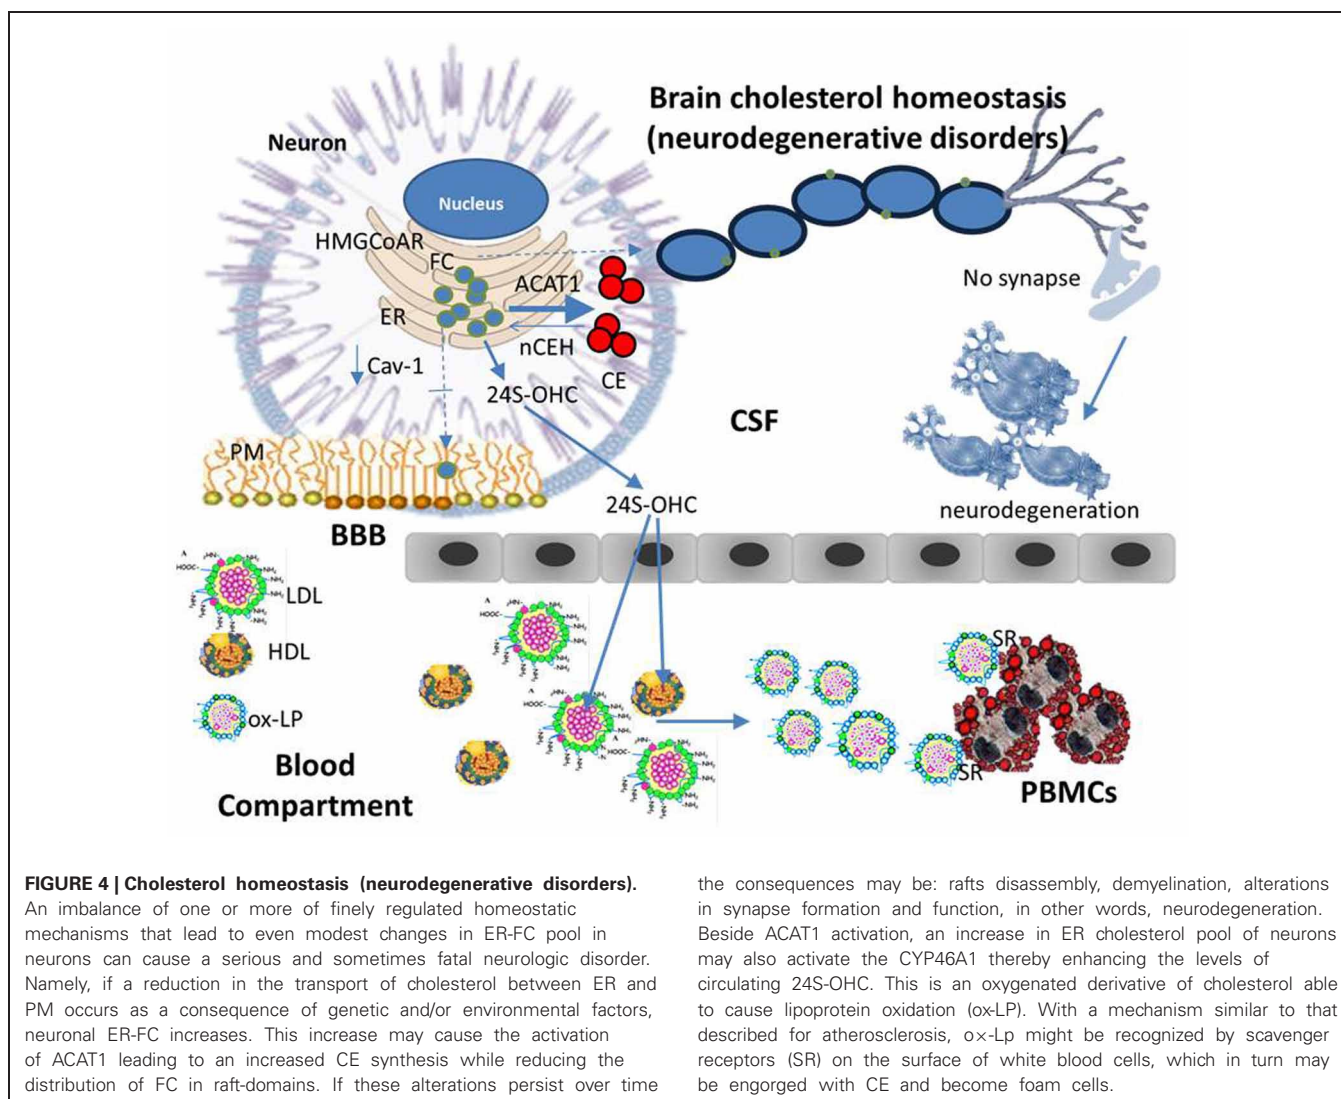 Brain cholesterol homeostasis
(neurodegenerative disorders)
Neuron
Nucleus
HMGCoAR
FC
ACAT1
ER
nCEH
Cav-1
CE
24S-OHC
No synapse
CSF
PM
24S-OHC
neurodegeneration
BBB
LDL
HDL
ox-LP
SR
SR
Blood
Compartment
PBMCs
FIGURE 4 | Cholesterol homeostasis (neurodegenerative disorders).
An imbalance of one or more of finely regulated homeostatic
mechanisms that lead to even modest changes in ER-FC pool in
neurons can cause a serious and sometimes fatal neurologic disorder.
Namely, if a reduction in the transport of cholesterol between ER and
PM occurs as a consequence of genetic and/or environmental factors,
neuronal ER-FC increases. This increase may cause the activation
of ACAT1 leading to an increased CE synthesis while reducing the
distribution of FC in raft-domains. If these alterations persist over time
the consequences may be: rafts disassembly, demyelination, alterations
in synapse formation and function, in other words, neurodegeneration.
Beside ACAT1 activation, an increase in ER cholesterol pool of neurons
may also activate the CYP46A1 thereby enhancing the levels of
circulating 24S-OHC. This is an oxygenated derivative of cholesterol able
to cause lipoprotein oxidation (ox-LP). With a mechanism similar to that
described for atherosclerosis, o×-Lp might be recognized by scavenger
receptors (SR) on the surface of white blood cells, which in turn may
be engorged with CE and become foam cells.